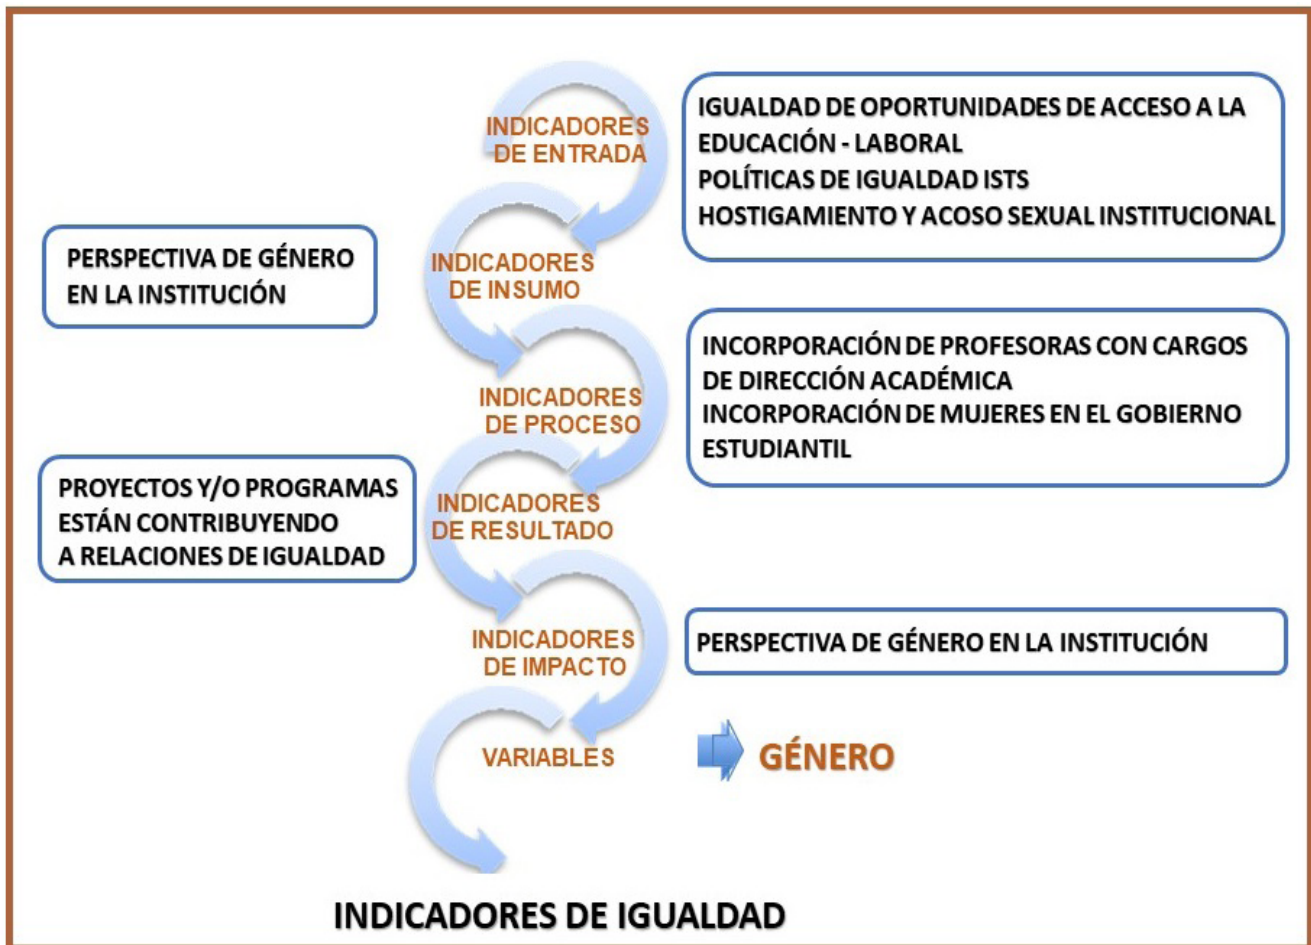 INDICADORES
DE ENTRADA
IGUALDAD DE OPORTUNIDADES DE ACCESO A LA
EDUCACIÓN - LABORAL
POLÍTICAS DE IGUALDAD ISTS
HOSTIGAMIENTO Y ACOSO SEXUAL INSTITUCIONAL
PERSPECTIVA DE GÉNERO
EN LA INSTITUCIÓN
INDICADORES
DE INSUMO
INDICADORES
DE PROCESO
INCORPORACIÓN DE PROFESORAS CON CARGOS
DE DIRECCIÓN ACADÉMICA
INCORPORACIÓN DE MUJERES EN EL GOBIERNO
ESTUDIANTIL
PROYECTOS Y/O PROGRAMAS
ESTÁN CONTRIBUYENDO
A RELACIONES DE IGUALDAD
INDICADORES
DE RESULTADO
INDICADORES
DE IMPACTO
PERSPECTIVA DE GÉNERO EN LA INSTITUCIÓN
VARIABLES
GÉNERO
INDICADORES DE IGUALDAD